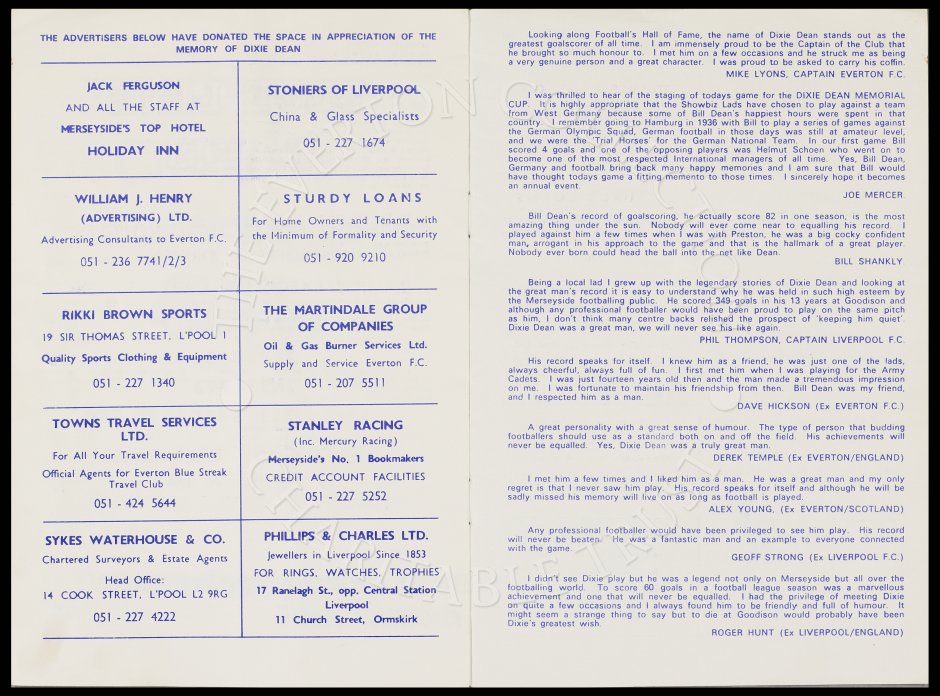 THE ADVERTISERS BELOW HAVE DONATED THE SPACE IN APPRECIATION OF THE
MEMORY OF DIXIE DEAN
JACK FERGUSON
AND ALL THE STAFF AT
MERSEYSIDE'S TOP HOTEL
HOLIDAY INN
STONIERS OF LIVERPOOL
China & Glass Specialists
051 - 227 1674
WILLIAM J. HENRY
(ADVERTISING) LTD.
Advertising Consultants to Everton F.C.
051 - 236 7741/2/3
STURDY LOANS
For Home Owners and Tenants with
the Minimum of Formality and Security
051 - 920 9210
RIKKI BROWN SPORTS
19 SIR THOMAS STREET, L'POOL 1
Quality Sports Clothing & Equipment
051 - 227 1340
THE MARTINDALE GROUP
OF COMPANIES
Oil & Gas Burner Services Ltd.
Supply and Service Everton F.C.
051 - 207 5511
TOWNS TRAVEL SERVICES
LTD.
For All Your Travel Requirements
Official Agents for Everton Blue Streak
Travel Club
051 - 424 5644
STANLEY RACING
(Inc. Mercury Racing)
Merseyside's No. 1 Bookmakers
CREDIT ACCOUNT FACILITIES
051 - 227 5252
SYKES WATERHOUSE & CO.
Chartered Surveyors & Estate Agents
Head Office:
14 COOK STREET, L'POOL L2 9RG
051 - 227 4222
PHILLIPS & CHARLES LTD.
Jewellers in Liverpool Since 1853
FOR RINGS, WATCHES, TROPHIES
17 Ranelagh St., opp. Central Station
Liverpool
11 Church Street, Ormskirk
Looking along Football's Hall of Fame, the name of Dixie Dean stands out as the
greatest goalscorer of all time. I am immensely proud to be the Captain of the Club that
he brought so much honour to. I met him on a few occasions and he struck me as being
a very genuine person and a great character. I was proud to be asked to carry his coffin.
MIKE LYONS, CAPTAIN EVERTON F.C.
I was thrilled to hear of the staging of todays game for the DIXIE DEAN MEMORIAL
CUP. It is highly appropriate that the Showbiz Lads have chosen to play against a team
from West Germany because some of Bill Dean's happiest hours were spent in that
country. I remember going to Hamburg in 1936 with Bill to play a series of games against
the German Olympic Squad, German football in those days was still at amateur level,
and we were the 'Trial Horses' for the German National Team. In our first game Bill
scored 4 goals and one of the opposing players was Helmut Schoen who went on to
become one of the most respected International managers of all time. Yes, Bill Dean,
Germany and football bring back many happy memories and I am sure that Bill would
have thought todays game a fitting memento to those times. I sincerely hope it becomes
an annual event.
JOE MERCER.
Bill Dean's record of goalscoring, he actually score 82 in one season, is the most
amazing thing under the sun. Nobody will ever come near to equalling his record. I
played against him a few times when I was with Preston, he was a big cocky confident
man, arrogant in his approach to the game and that is the hallmark of a great player.
Nobody ever born could head the ball into the net like Dean.
BILL SHANKLY.
Being a local lad I grew up with the legendary stories of Dixie Dean and looking at
the great man's record it is easy to understand why he was held in such high esteem by
the Merseyside footballing public. He scored 349 goals in his 13 years at Goodison and
although any professional footballer would have been proud to play on the same pitch
as him, I don't think many centre backs relished the prospect of 'keeping him quiet'.
Dixie Dean was a great man, we will never see his like again.
PHIL THOMPSON, CAPTAIN LIVERPOOL F.C.
His record speaks for itself. I knew him as a friend, he was just one of the lads,
always cheerful, always full of fun. I first met him when I was playing for the Army
Cadets. I was just fourteen years old then and the man made a tremendous impression
on me. I was fortunate to maintain his friendship from then. Bill Dean was my friend,
and I respected him as a man.
DAVE HICKSON (Ex EVERTON F.C.)
A great personality with a great sense of humour. The type of person that budding
footballers should use as a standard both on and off the field. His achievements will
never be equalled. Yes, Dixie Dean was a truly great man.
DEREK TEMPLE (Ex EVERTON/ENGLAND)
I met him a few times and I liked him as a man. He was a great man and my only
regret is that I never saw him play. His record speaks for itself and although he will be
sadly missed his memory will live on as long as football is played.
ALEX YOUNG, (Ex EVERTON/SCOTLAND)
Any professional footballer would have been privileged to see him play. His record
will never be beaten. He was a fantastic man and an example to everyone connected
with the game.
GEOFF STRONG (Ex LIVERPOOL F.C.)
I didn't see Dixie play but he was a legend not only on Merseyside but all over the
footballing world. To score 60 goals in a football league season was a marvellous
achievement and one that will never be equalled. I had the privilege of meeting Dixie
on quite a few occasions and I always found him to be friendly and full of humour. It
might seem a strange thing to say but to die at Goodison would probably have been
Dixie's greatest wish.
ROGER HUNT (Ex LIVERPOOL/ENGLAND)
THE EVERTON
CHARITABLE TRUST